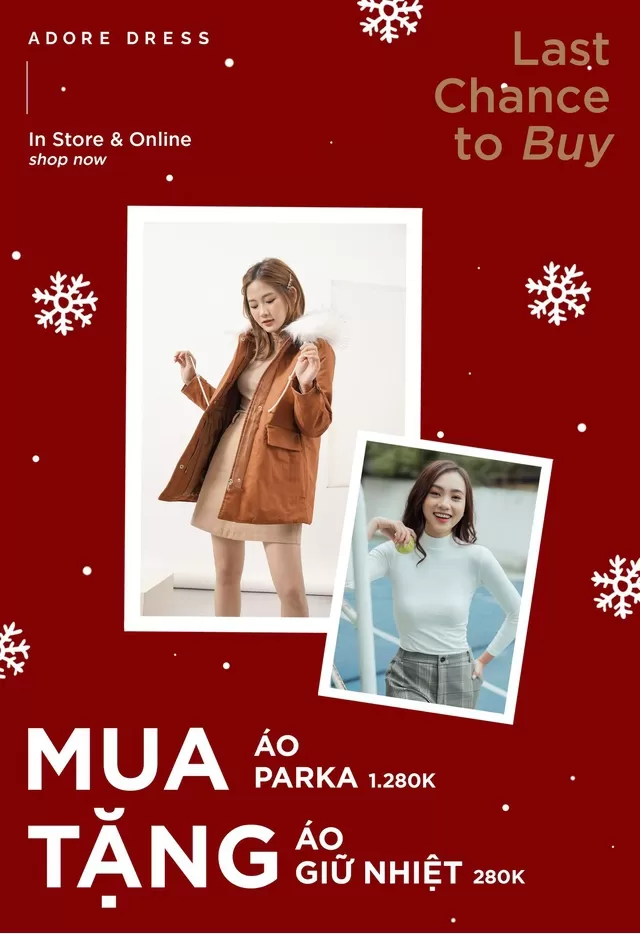 ADORE DRESS
In Store & Online
shop now
Last
Chance
to Buy
MUA ÁO
PARKA 1.280K
TẶNG ÁO
GIỮ NHIỆT 280K